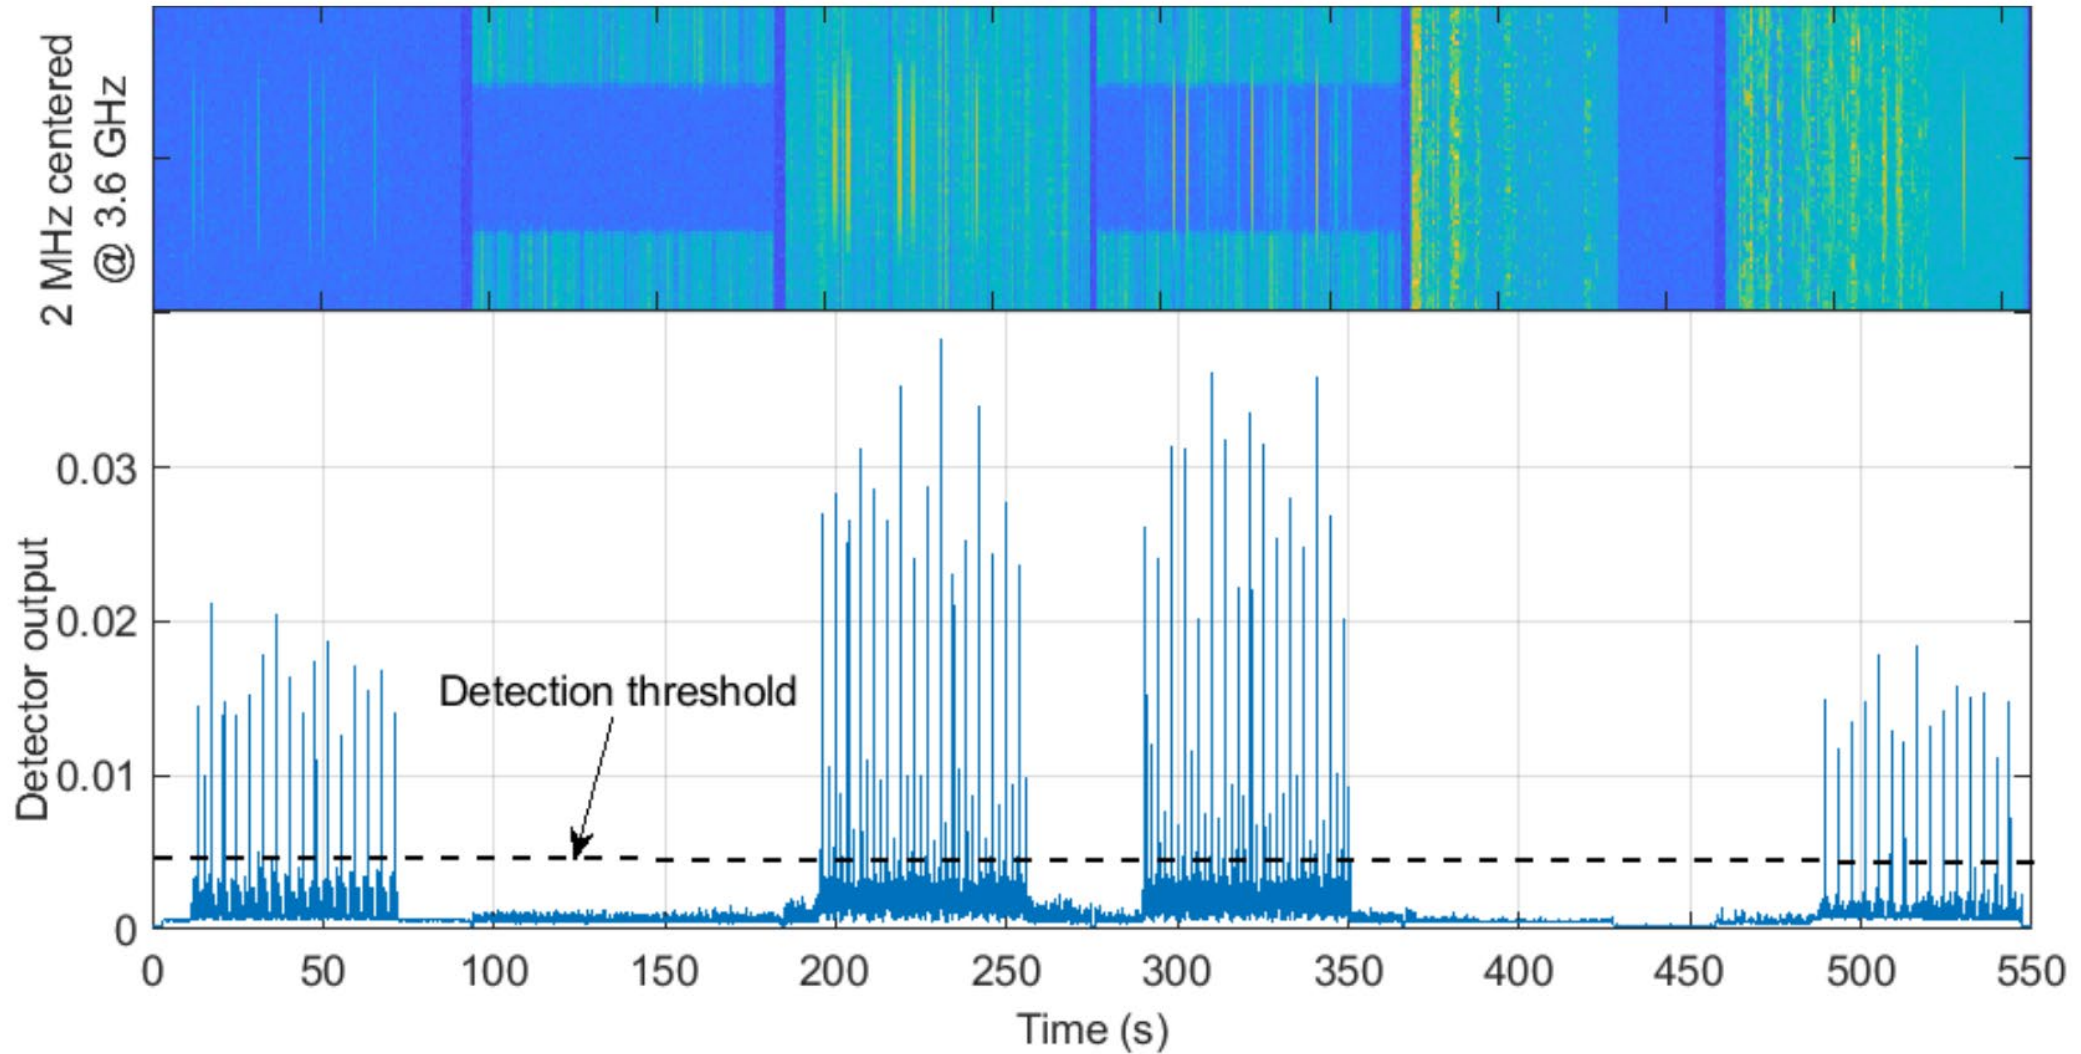 2 MHz centered
@ 3.6 GHz
Detector output
0.03
0.02
0.01
0
Detection threshold
0 50 100 150 200 250 300 350 400 450 500 550
Time (s)